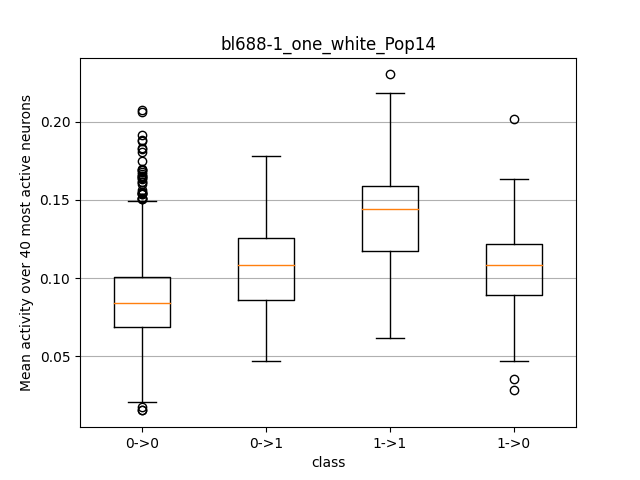 bl688-1_one_white_Pop14
Mean activity over 40 most active neurons
0.20
0.15
0.10
0.05
0->0 0->1 1->1 1->0
class